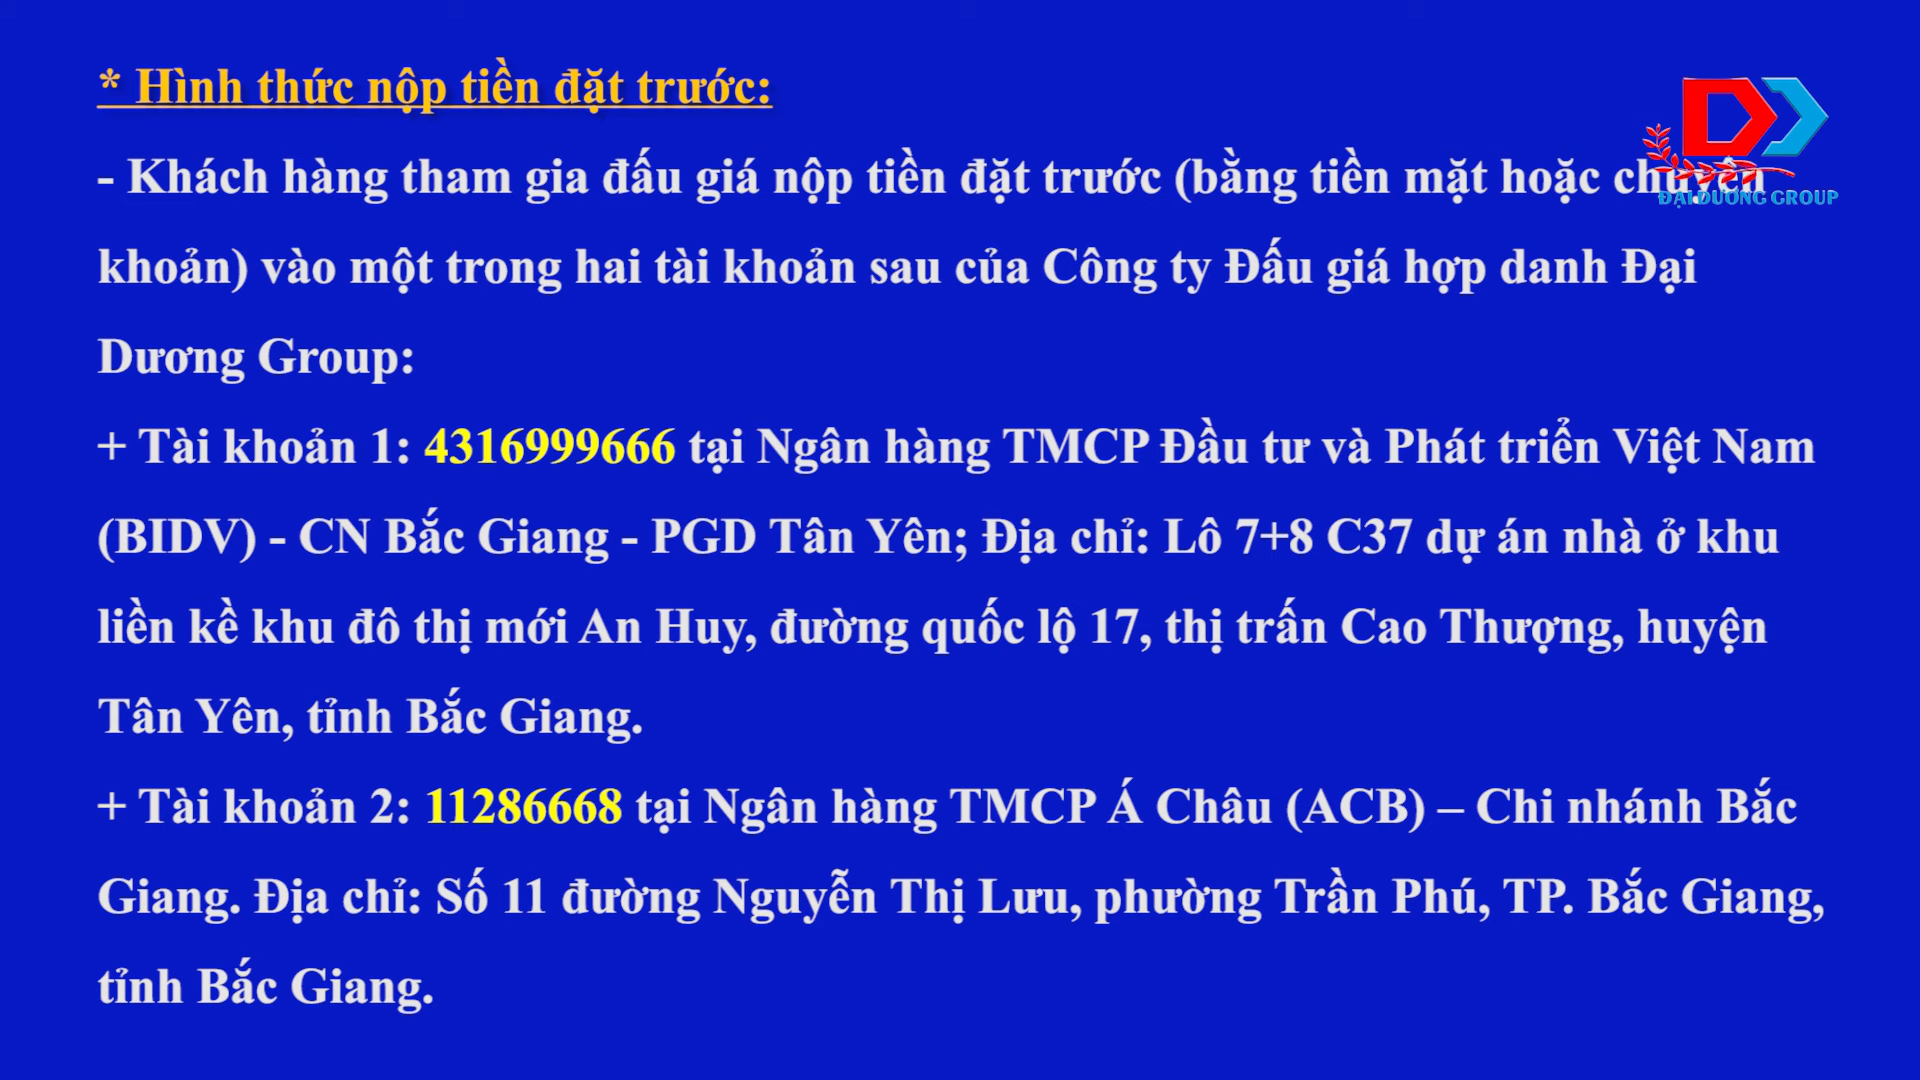 * Hình thức nộp tiền đặt trước:
- Khách hàng tham gia đấu giá nộp tiền đặt trước (bằng tiền mặt hoặc chuyển
khoản) vào một trong hai tài khoản sau của Công ty Đấu giá hợp danh Đại
Dương Group:
+ Tài khoản 1: 4316999666 tại Ngân hàng TMCP Đầu tư và Phát triển Việt Nam
(BIDV) - CN Bắc Giang - PGD Tân Yên; Địa chỉ: Lô 7+8 C37 dự án nhà ở khu
liền kề khu đô thị mới An Huy, đường quốc lộ 17, thị trấn Cao Thượng, huyện
Tân Yên, tỉnh Bắc Giang.
+ Tài khoản 2: 11286668 tại Ngân hàng TMCP Á Châu (ACB) – Chi nhánh Bắc
Giang. Địa chỉ: Số 11 đường Nguyễn Thị Lưu, phường Trần Phú, TP. Bắc Giang,
tỉnh Bắc Giang.
ĐẠI DƯƠNG GROUP